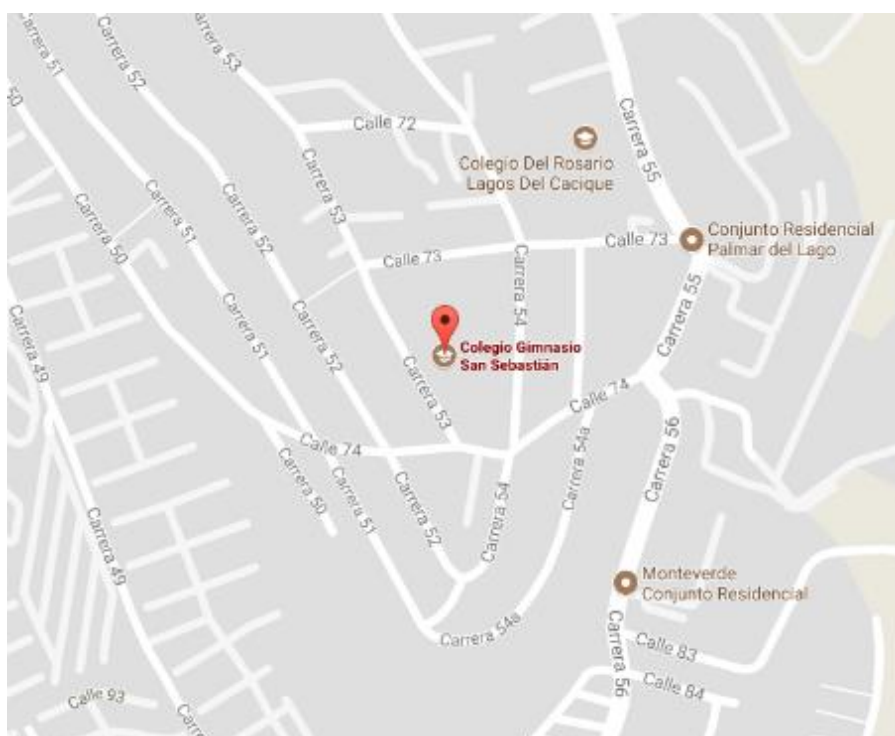 Carrera 51
Carrera 52
Carrera 53
50
Calle 72
Colegio Del Rosario
Lagos Del Cacique
Carrera 55
Carrera 53
Carrera 50
Carrera 51
Carrera 52
Calle 73
Calle 73
Conjunto Residencial
Palmar del Lago
Carrera 54
Carrera 55
Carrera 49
Carrera 51
Carrera 52
Colegio Gimnasio
San Sebastián
Carrera 53
Calle 74
Calle 74
Carrera 56
Carrera 54a
Carrera 50
Carrera 51
Carrera 52
Carrera 54
Carrera 49
Monteverde
Conjunto Residencial
Carrera 54a
Carrera 56
Calle 83
Calle 84
Calle 93